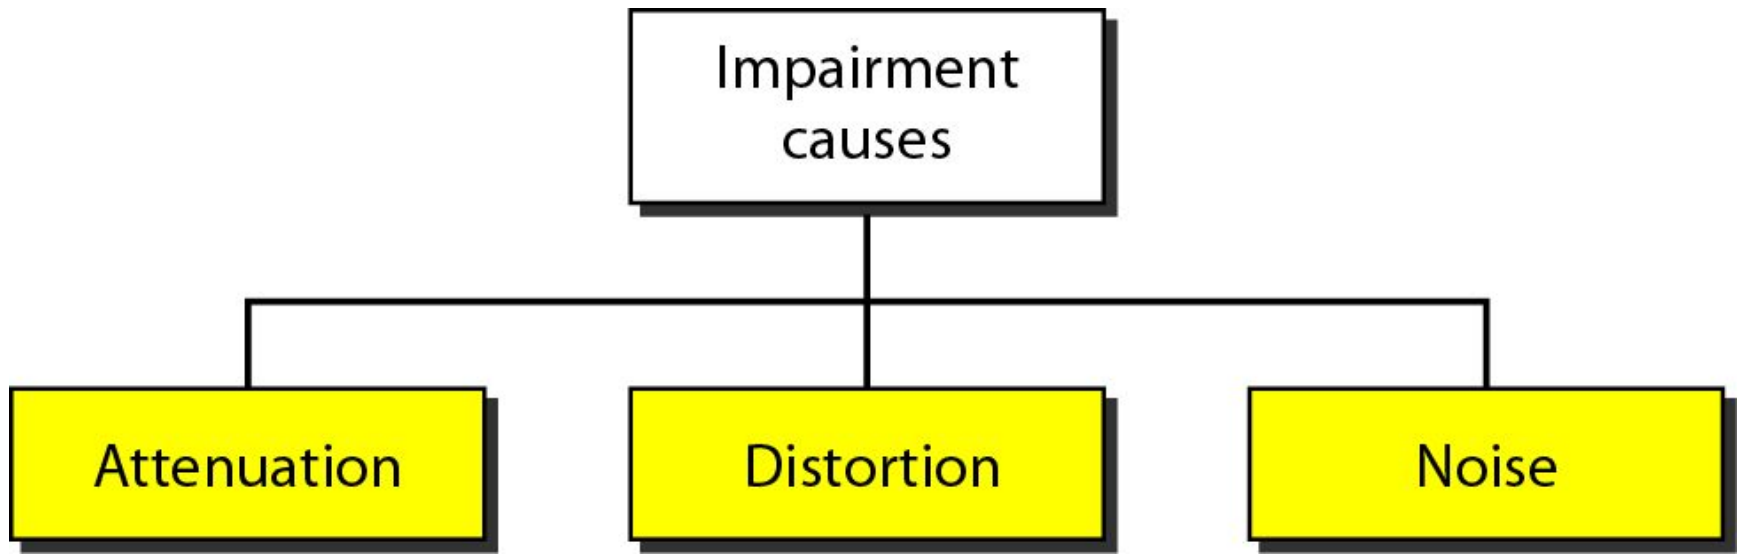 Impairment
causes
Attenuation
Distortion
Noise